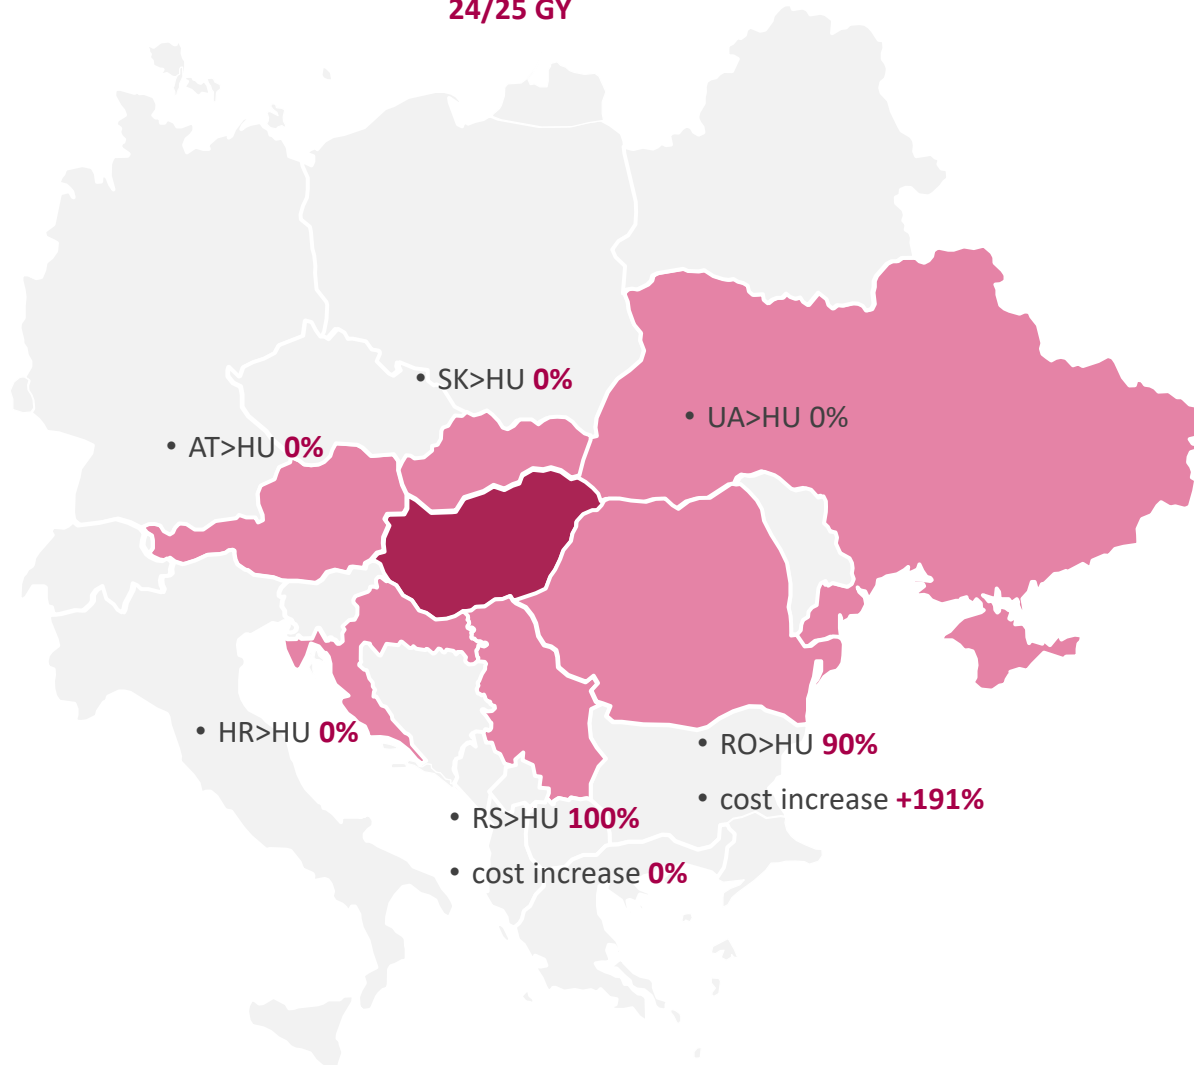 24/25 GY
• SK>HU 0%
• UA>HU 0%
• AT>HU 0%
• HR>HU 0%
• RO>HU 90%
• cost increase +191%
• RS>HU 100%
• cost increase 0%